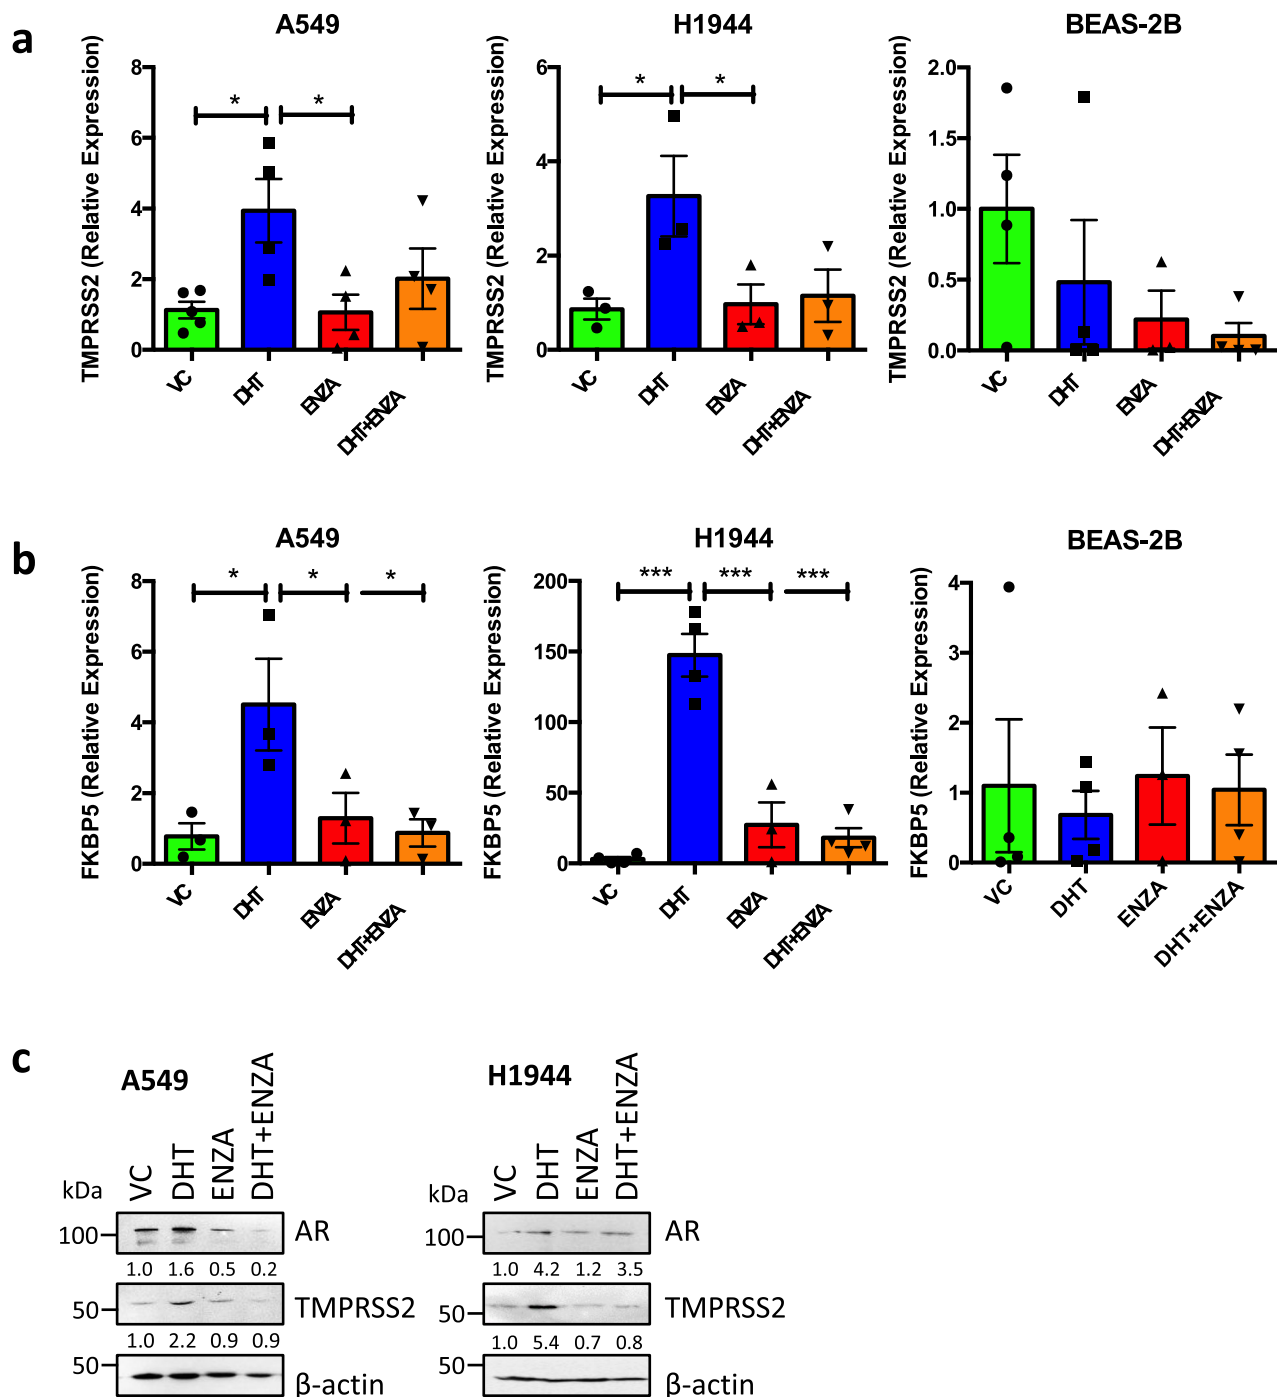 a
A549
H1944
BEAS-2B
TMPRSS2 (Relative Expression)
8
6
4
2
0
* *
VC
DHT
ENZA
DHT+ENZA
TMPRSS2 (Relative Expression)
6
4
2
0
* *
VC
DHT
ENZA
DHT+ENZA
TMPRSS2 (Relative Expression)
2.0
1.5
1.0
0.5
0.0
VC
DHT
ENZA
DHT+ENZA
b
A549
H1944
BEAS-2B
FKBP5 (Relative Expression)
8
6
4
2
0
* * *
VC
DHT
ENZA
DHT+ENZA
FKBP5 (Relative Expression)
200
150
100
50
0
*** *** ***
VC
DHT
ENZA
DHT+ENZA
FKBP5 (Relative Expression)
4
3
2
1
0
VC
DHT
ENZA
DHT+ENZA
c
A549
VC
DHT
ENZA
DHT+ENZA
kDa
100
AR
1.0 1.6 0.5 0.2
50
TMPRSS2
1.0 2.2 0.9 0.9
50
β-actin
H1944
VC
DHT
ENZA
DHT+ENZA
kDa
100
AR
1.0 4.2 1.2 3.5
50
TMPRSS2
1.0 5.4 0.7 0.8
50
β-actin